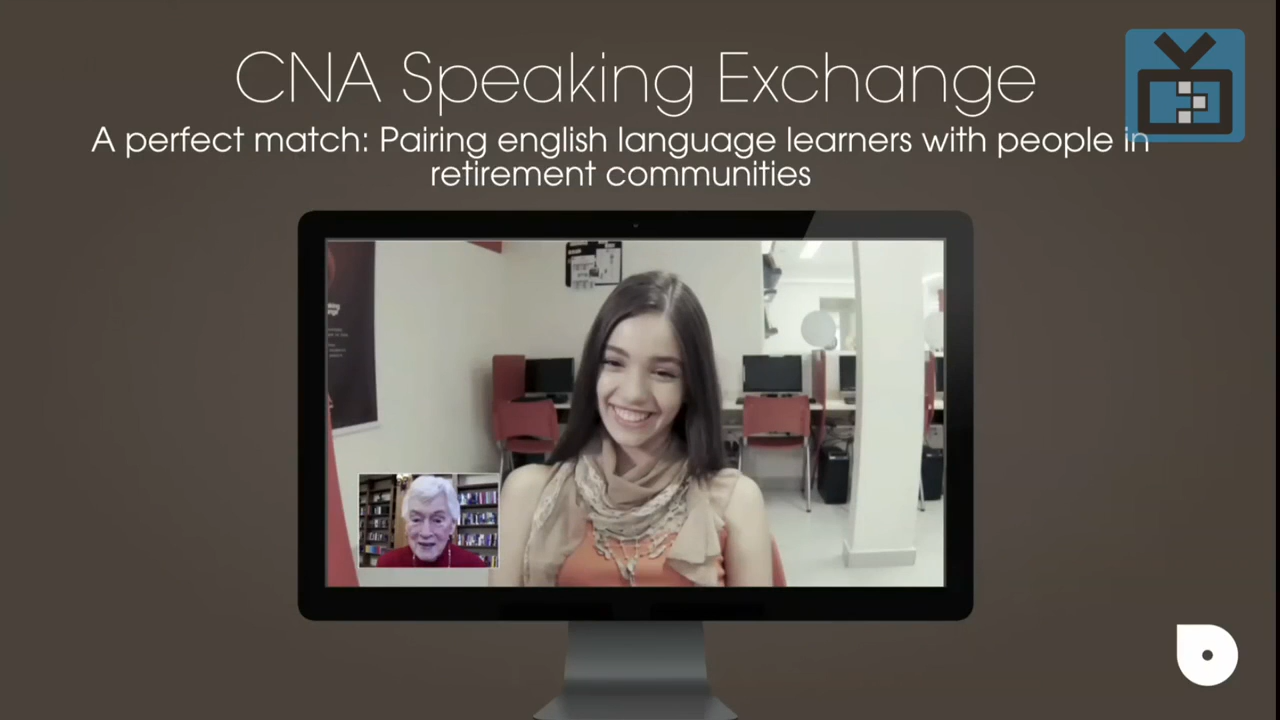 CNA Speaking Exchange
A perfect match: Pairing english language learners with people in
retirement communities